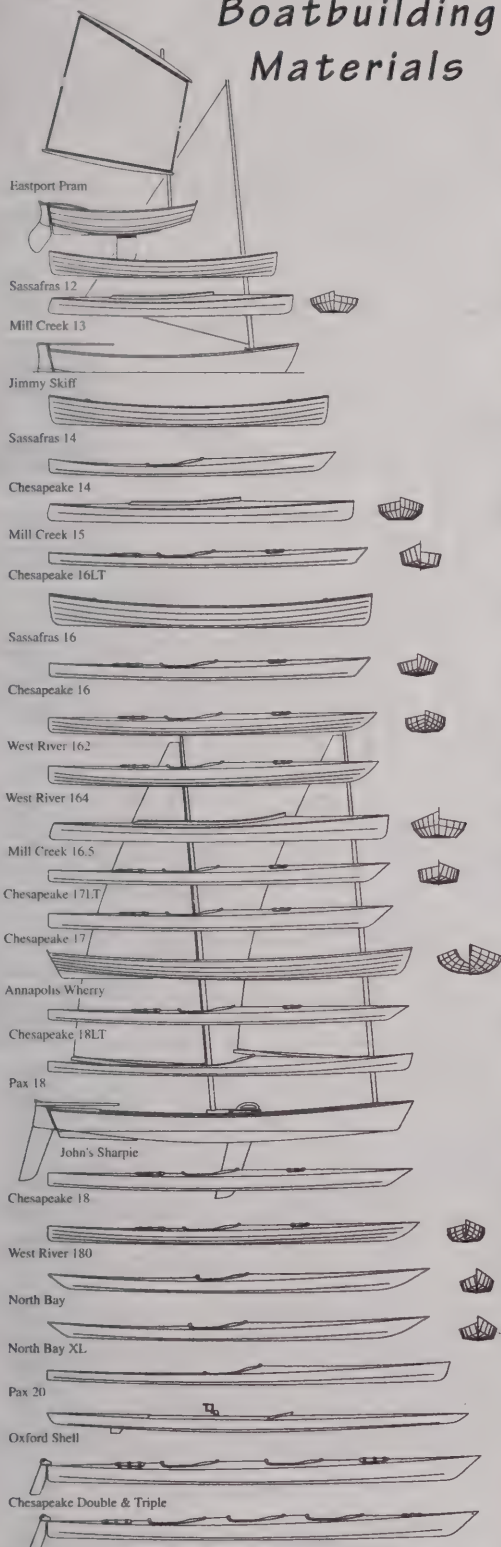 Boatbuilding
Materials
Eastport Pram
Sassafras 12
Mill Creek 13
Jimmy Skiff
Sassafras 14
Chesapeake 14
Mill Creek 15
Chesapeake 16LT
Sassafras 16
Chesapeake 16
West River 162
West River 164
Mill Creek 16.5
Chesapeake 17LT
Chesapeake 17
Annapolis Wherry
Chesapeake 18LT
Pax 18
John's Sharpie
Chesapeake 18
West River 180
North Bay
North Bay XL
Pax 20
Oxford Shell
Chesapeake Double & Triple